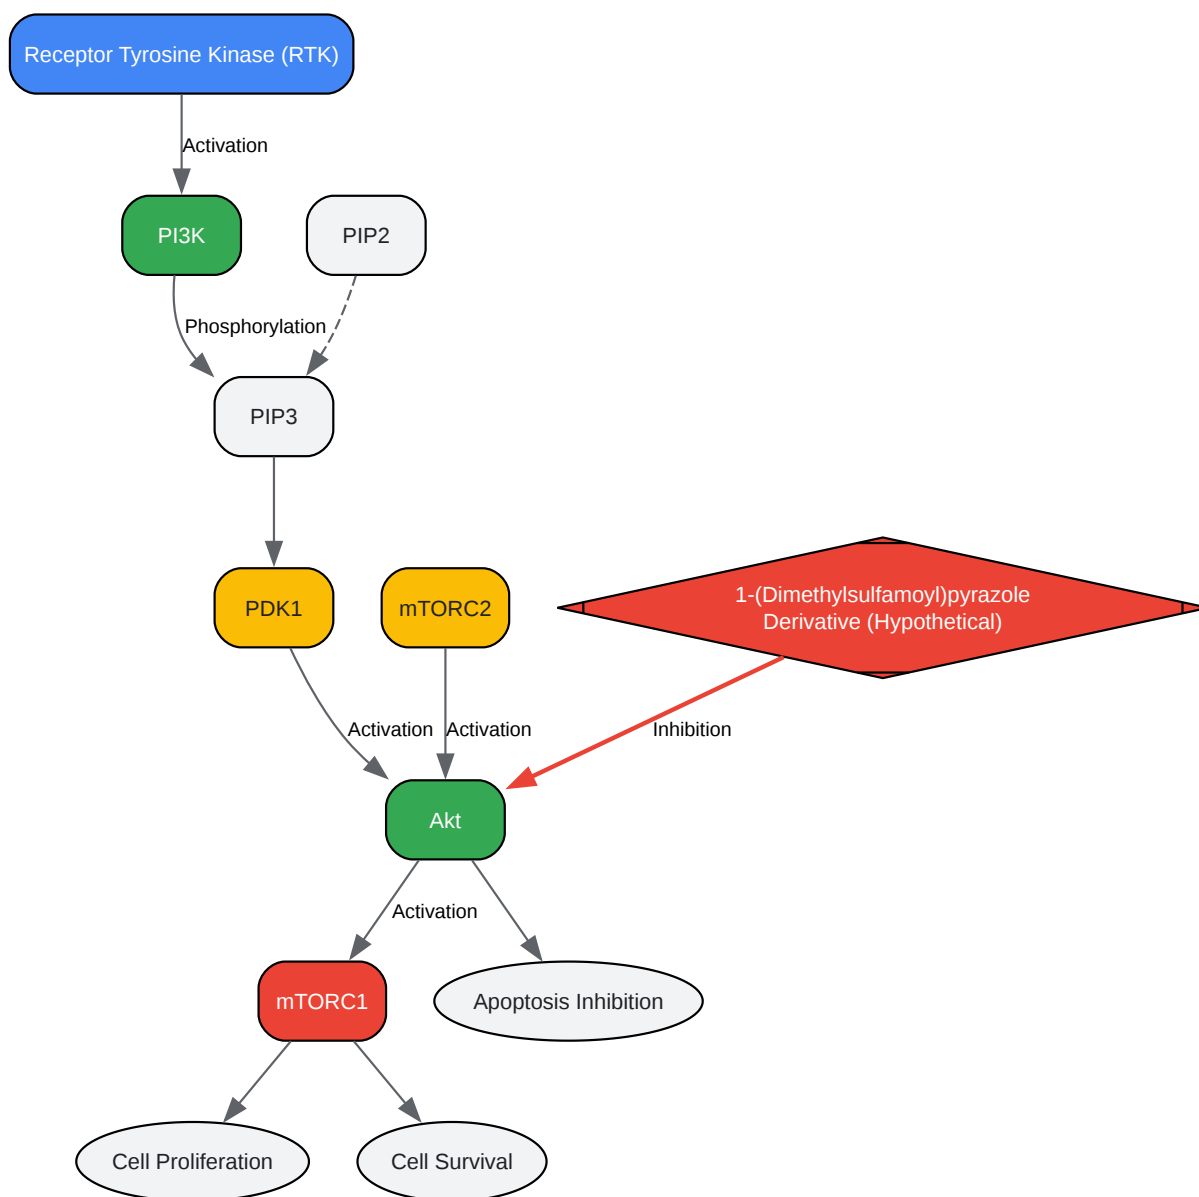 Receptor Tyrosine Kinase (RTK)
Activation
PI3K
PIP2
Phosphorylation
PIP3
PDK1
mTORC2
1-(Dimethylsulfamoyl)pyrazole
Derivative (Hypothetical)
Activation
Activation
Inhibition
Akt
Activation
mTORC1
Apoptosis Inhibition
Cell Proliferation
Cell Survival